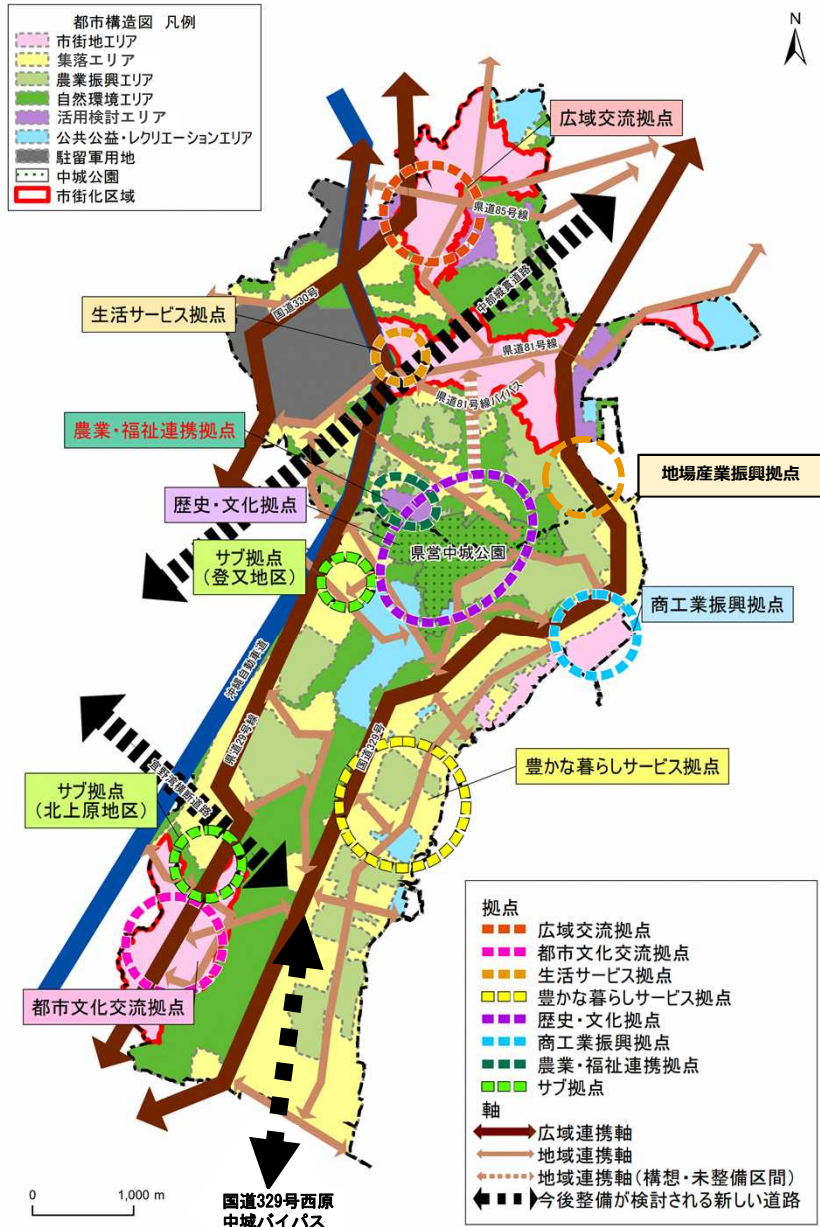 都市構造図 凡例
市街地エリア
集落エリア
農業振興エリア
自然環境エリア
活用検討エリア
公共公益・レクリエーションエリア
駐留軍用地
中城公園
市街化区域
N
広域交流拠点
県道85号線
中部縦貫道路
国道330号
生活サービス拠点
県道81号線
県道81号線バイパス
農業・福祉連携拠点
地場産業振興拠点
歴史・文化拠点
県営中城公園
サブ拠点
(登又地区)
商工業振興拠点
沖縄自動車道
県道29号線
国道329号
豊かな暮らしサービス拠点
宜野湾横断道路
サブ拠点
(北上原地区)
都市文化交流拠点
拠点
広域交流拠点
都市文化交流拠点
生活サービス拠点
豊かな暮らしサービス拠点
歴史・文化拠点
商工業振興拠点
農業・福祉連携拠点
サブ拠点
軸
広域連携軸
地域連携軸
地域連携軸(構想・未整備区間)
今後整備が検討される新しい道路
0 1,000 m
国道329号西原
中城バイパス